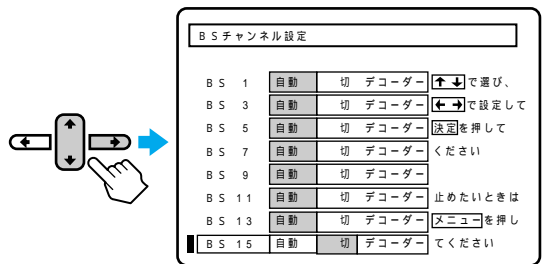 BSチャンネル設定
BS 1 自動 切 デコーダー ↑↓で選び、
BS 3 自動 切 デコーダー ←→で設定して
BS 5 自動 切 デコーダー 決定を押して
BS 7 自動 切 デコーダー ください
BS 9 自動 切 デコーダー
BS 11 自動 切 デコーダー 止めたいときは
BS 13 自動 切 デコーダー メニューを押し
BS 15 自動 切 デコーダー てください